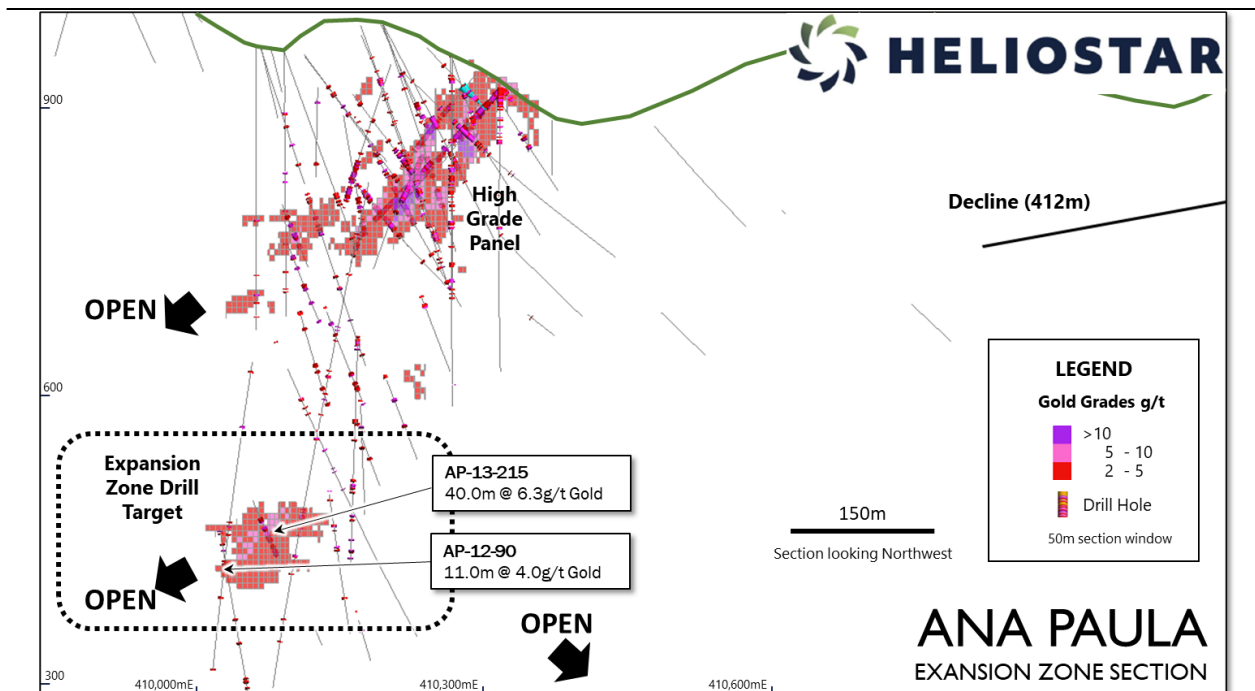 HELIOSTAR
900
High
Grade
Panel
Decline (412m)
OPEN
600
LEGEND
Gold Grades g/t
>10
5 - 10
2 - 5
Drill Hole
50m section window
Expansion
Zone Drill
Target
AP-13-215
40.0m @ 6.3g/t Gold
150m
Section looking Northwest
AP-12-90
11.0m @ 4.0g/t Gold
OPEN
OPEN
ANA PAULA
EXANSION ZONE SECTION
300
410,000mE
410,300mE
410,600mE